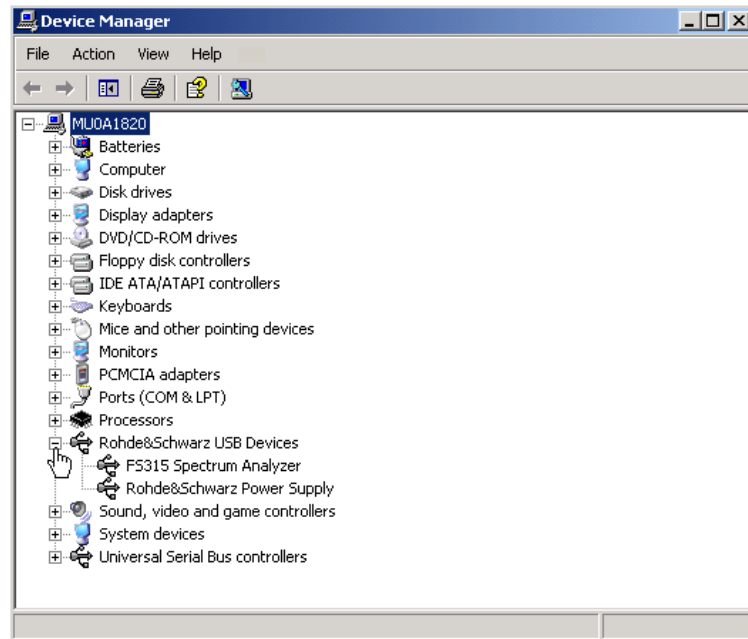 Device Manager
File Action View Help
MU0A1820
Batteries
Computer
Disk drives
Display adapters
DVD/CD-ROM drives
Floppy disk controllers
IDE ATA/ATAPI controllers
Keyboards
Mice and other pointing devices
Monitors
PCMCIA adapters
Ports (COM & LPT)
Processors
Rohde&Schwarz USB Devices
FS315 Spectrum Analyzer
Rohde&Schwarz Power Supply
Sound, video and game controllers
System devices
Universal Serial Bus controllers